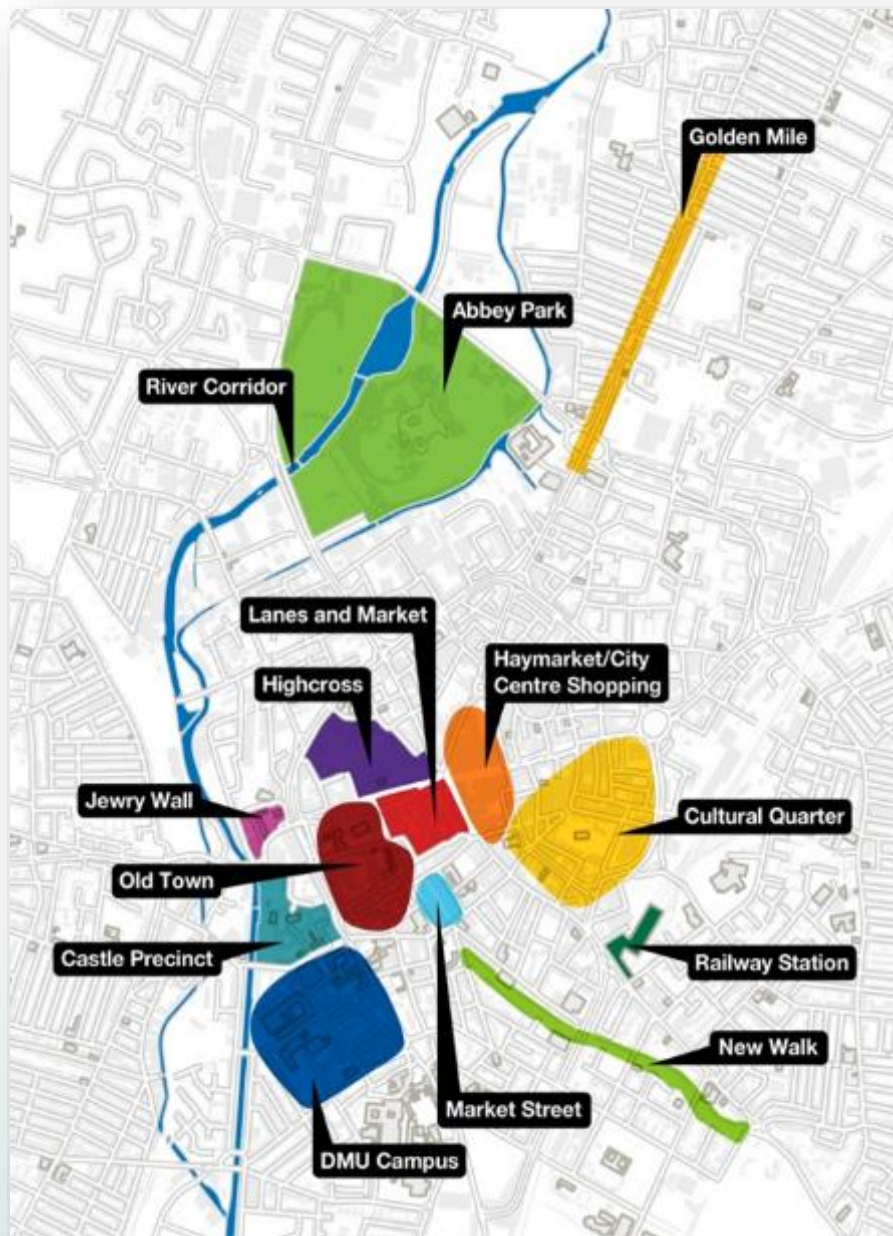 Golden Mile
Abbey Park
River Corridor
Lanes and Market
Haymarket/City
Centre Shopping
Highcross
Jewry Wall
Cultural Quarter
Old Town
Castle Precinct
Railway Station
New Walk
Market Street
DMU Campus